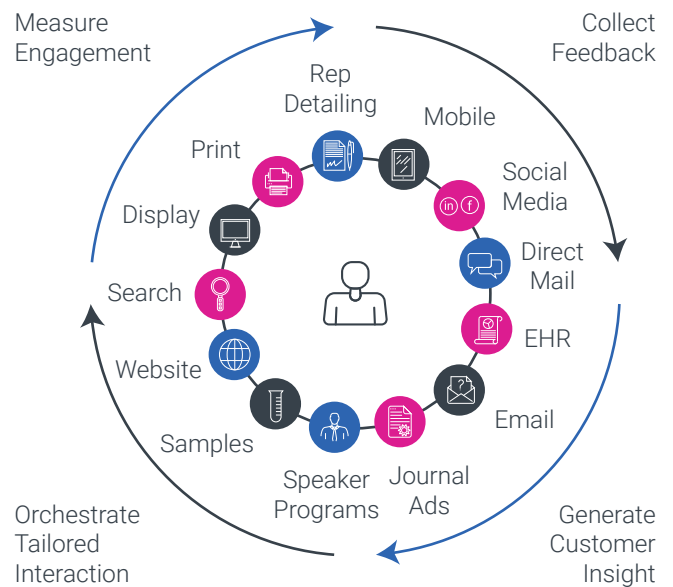 Measure
Engagement
Collect
Feedback
Rep
Detailing
Mobile
Print
Social
Media
Display
in f
Direct
Mail
Search
EHR
Website
?
Email
Samples
Speaker
Programs
Journal
Ads
Orchestrate
Tailored
Interaction
Generate
Customer
Insight